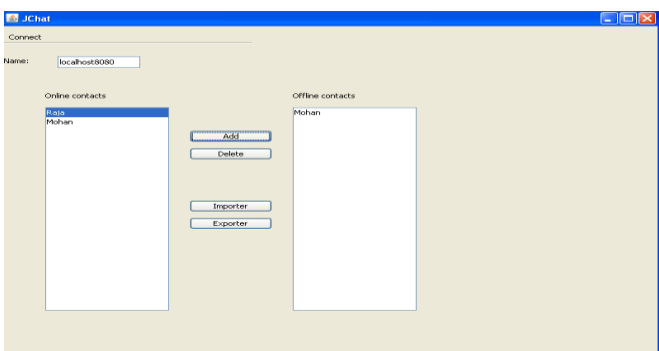 JChat
Connect
Name: localhost8080
Online contacts
Offline contacts
Raja
Mohan
Mohan
Add
Delete
Importer
Exporter